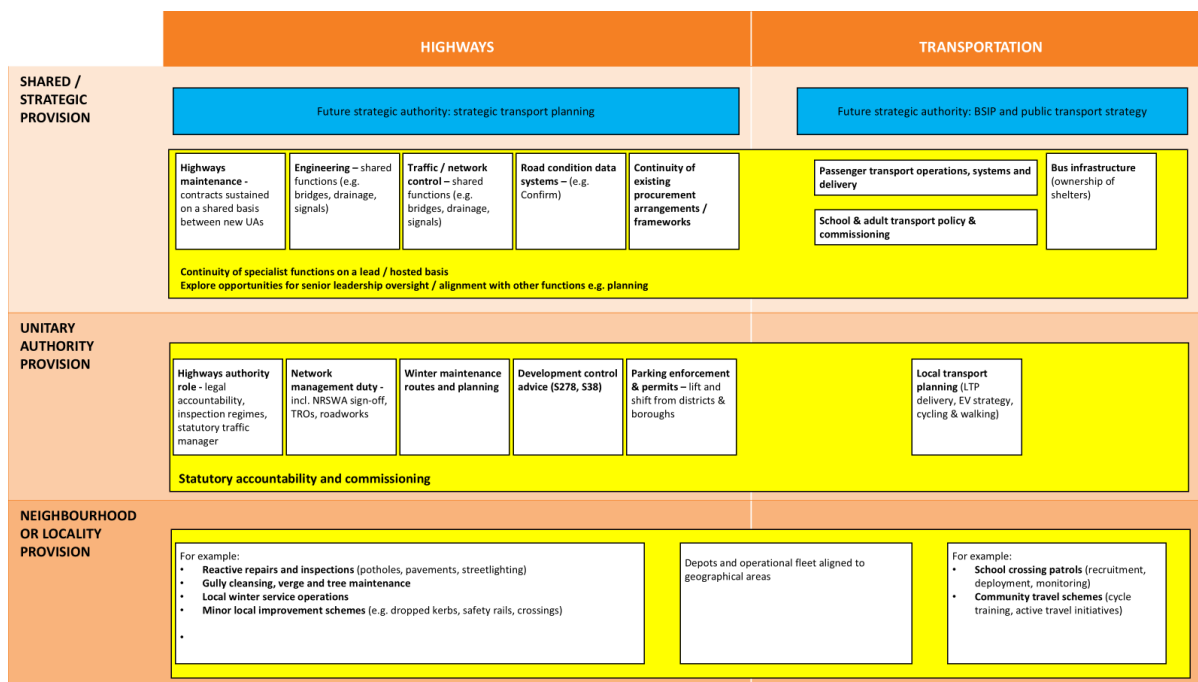 HIGHWAYS
TRANSPORTATION
SHARED /
STRATEGIC
PROVISION
Future strategic authority: strategic transport planning
Future strategic authority: BSIP and public transport strategy
Highways
maintenance -
contracts sustained
on a shared basis
between new UAs
Engineering – shared
functions (e.g.
bridges, drainage,
signals)
Traffic / network
control – shared
functions (e.g.
bridges, drainage,
signals)
Road condition data
systems – (e.g.
Confirm)
Continuity of
existing
procurement
arrangements /
frameworks
Passenger transport operations, systems and
delivery
School & adult transport policy &
commissioning
Bus infrastructure
(ownership of
shelters)
Continuity of specialist functions on a lead / hosted basis
Explore opportunities for senior leadership oversight / alignment with other functions e.g. planning
UNITARY
AUTHORITY
PROVISION
Highways authority
role - legal
accountability,
inspection regimes,
statutory traffic
manager
Network
management duty -
incl. NRSWA sign-off,
TROs, roadworks
Winter maintenance
routes and planning
Development control
advice (S278, S38)
Parking enforcement
& permits – lift and
shift from districts &
boroughs
Local transport
planning (LTP
delivery, EV strategy,
cycling & walking)
Statutory accountability and commissioning
NEIGHBOURHOOD
OR LOCALITY
PROVISION
For example:
• Reactive repairs and inspections (potholes, pavements, streetlighting)
• Gully cleansing, verge and tree maintenance
• Local winter service operations
• Minor local improvement schemes (e.g. dropped kerbs, safety rails, crossings)
•
Depots and operational fleet aligned to
geographical areas
For example:
• School crossing patrols (recruitment,
deployment, monitoring)
• Community travel schemes (cycle
training, active travel initiatives)